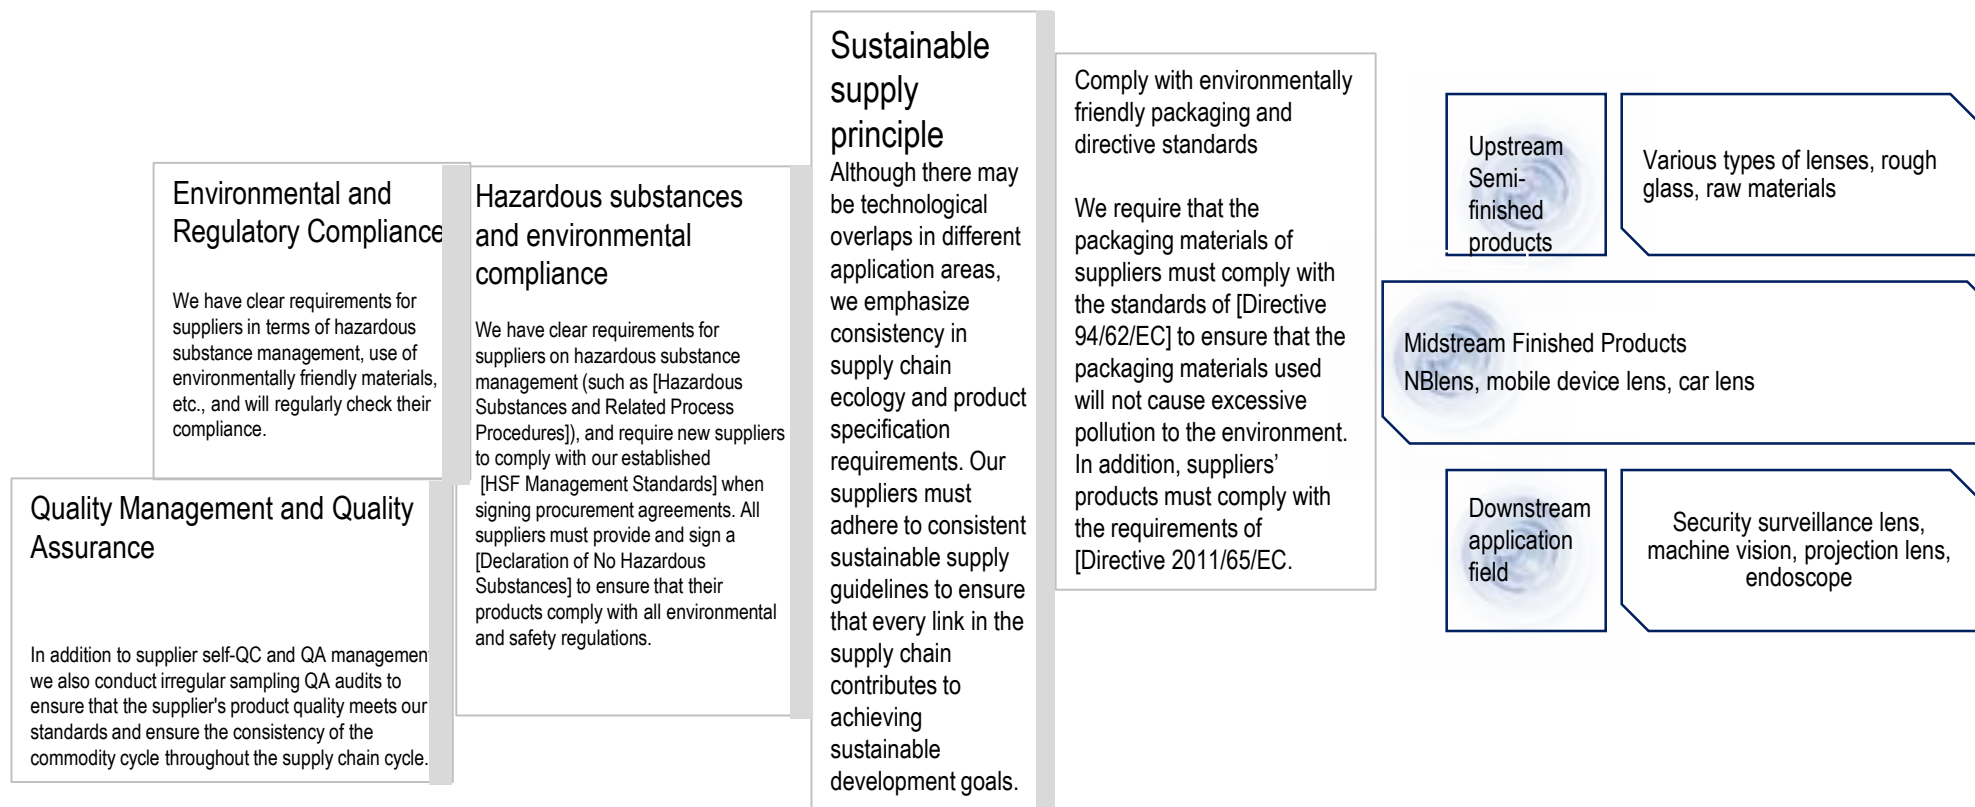 Environmental and
Regulatory Compliance
We have clear requirements for
suppliers in terms of hazardous
substance management, use of
environmentally friendly materials,
etc., and will regularly check their
compliance.
Quality Management and Quality
Assurance
In addition to supplier self-QC and QA management
we also conduct irregular sampling QA audits to
ensure that the supplier's product quality meets our
standards and ensure the consistency of the
commodity cycle throughout the supply chain cycle.
Hazardous substances
and environmental
compliance
We have clear requirements for
suppliers on hazardous substance
management (such as [Hazardous
Substances and Related Process
Procedures]), and require new suppliers
to comply with our established
[HSF Management Standards] when
signing procurement agreements. All
suppliers must provide and sign a
[Declaration of No Hazardous
Substances] to ensure that their
products comply with all environmental
and safety regulations.
Sustainable
supply
principle
Although there may
be technological
overlaps in different
application areas,
we emphasize
consistency in
supply chain
ecology and product
specification
requirements. Our
suppliers must
adhere to consistent
sustainable supply
guidelines to ensure
that every link in the
supply chain
contributes to
achieving
sustainable
development goals.
Comply with environmentally
friendly packaging and
directive standards
We require that the
packaging materials of
suppliers must comply with
the standards of [Directive
94/62/EC] to ensure that the
packaging materials used
will not cause excessive
pollution to the environment.
In addition, suppliers’
products must comply with
the requirements of
[Directive 2011/65/EC.
Upstream
Semi-
finished
products
Various types of lenses, rough
glass, raw materials
Midstream Finished Products
NBlens, mobile device lens, car lens
Downstream
application
field
Security surveillance lens,
machine vision, projection lens,
endoscope